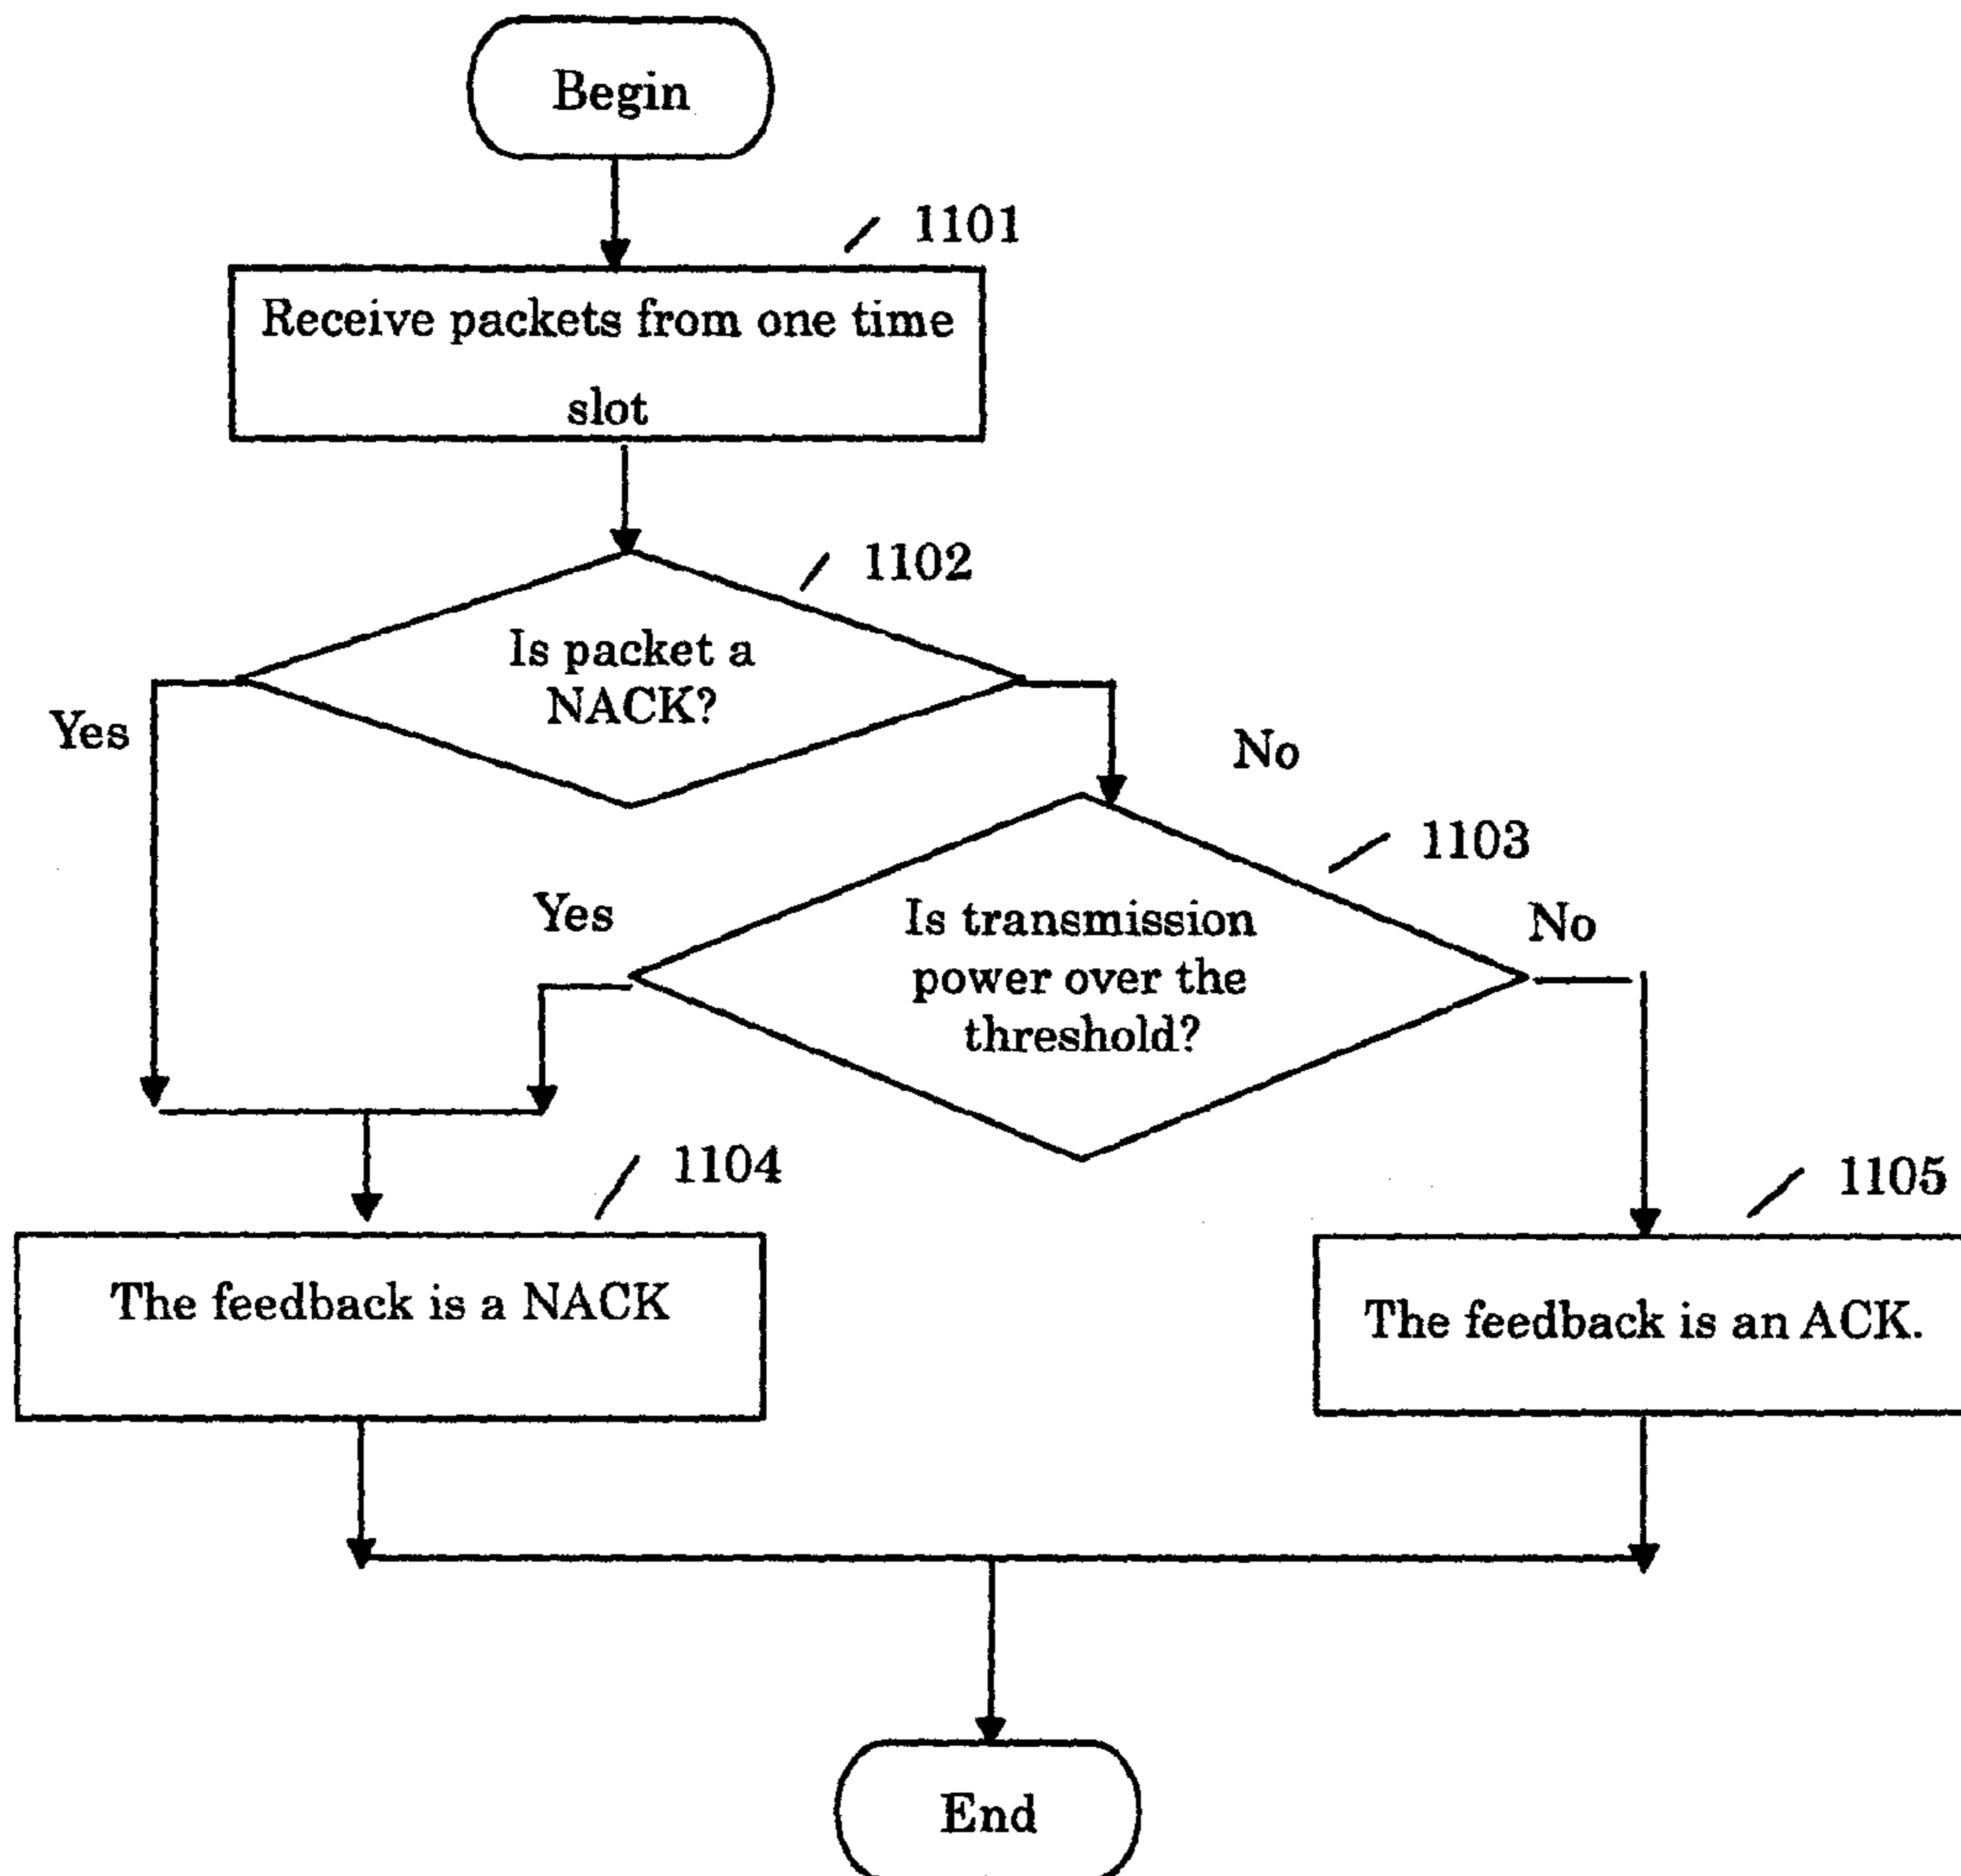 Begin
1101
Receive packets from one time
slot
1102
Is packet a
NACK?
Yes
No
1103
Yes
Is transmission
power over the
threshold?
No
1104
1105
The feedback is a NACK
The feedback is an ACK.
End